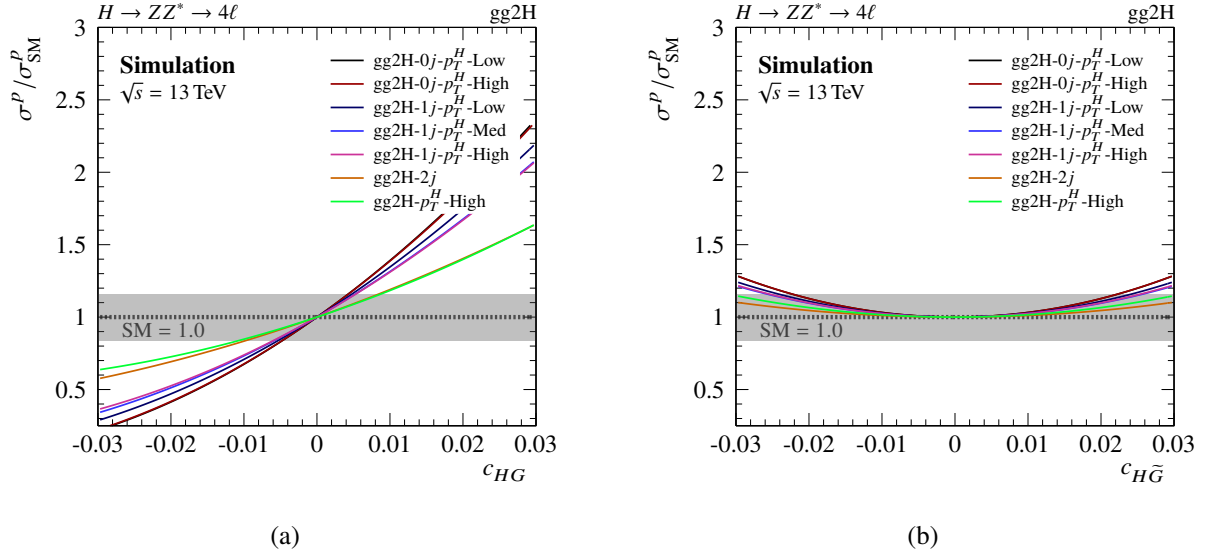 H → ZZ* → 4ℓ gg2H
3
2.5
2
1.5
1
0.5
σ^p/σ^p_SM
Simulation
√s = 13 TeV
gg2H-0j-p_T^H-Low
gg2H-0j-p_T^H-High
gg2H-1j-p_T^H-Low
gg2H-1j-p_T^H-Med
gg2H-1j-p_T^H-High
gg2H-2j
gg2H-p_T^H-High
SM = 1.0
-0.03 -0.02 -0.01 0 0.01 0.02 0.03
c_HG
(a)
H → ZZ* → 4ℓ gg2H
3
2.5
2
1.5
1
0.5
σ^p/σ^p_SM
Simulation
√s = 13 TeV
gg2H-0j-p_T^H-Low
gg2H-0j-p_T^H-High
gg2H-1j-p_T^H-Low
gg2H-1j-p_T^H-Med
gg2H-1j-p_T^H-High
gg2H-2j
gg2H-p_T^H-High
SM = 1.0
-0.03 -0.02 -0.01 0 0.01 0.02 0.03
c_HG̃
(b)